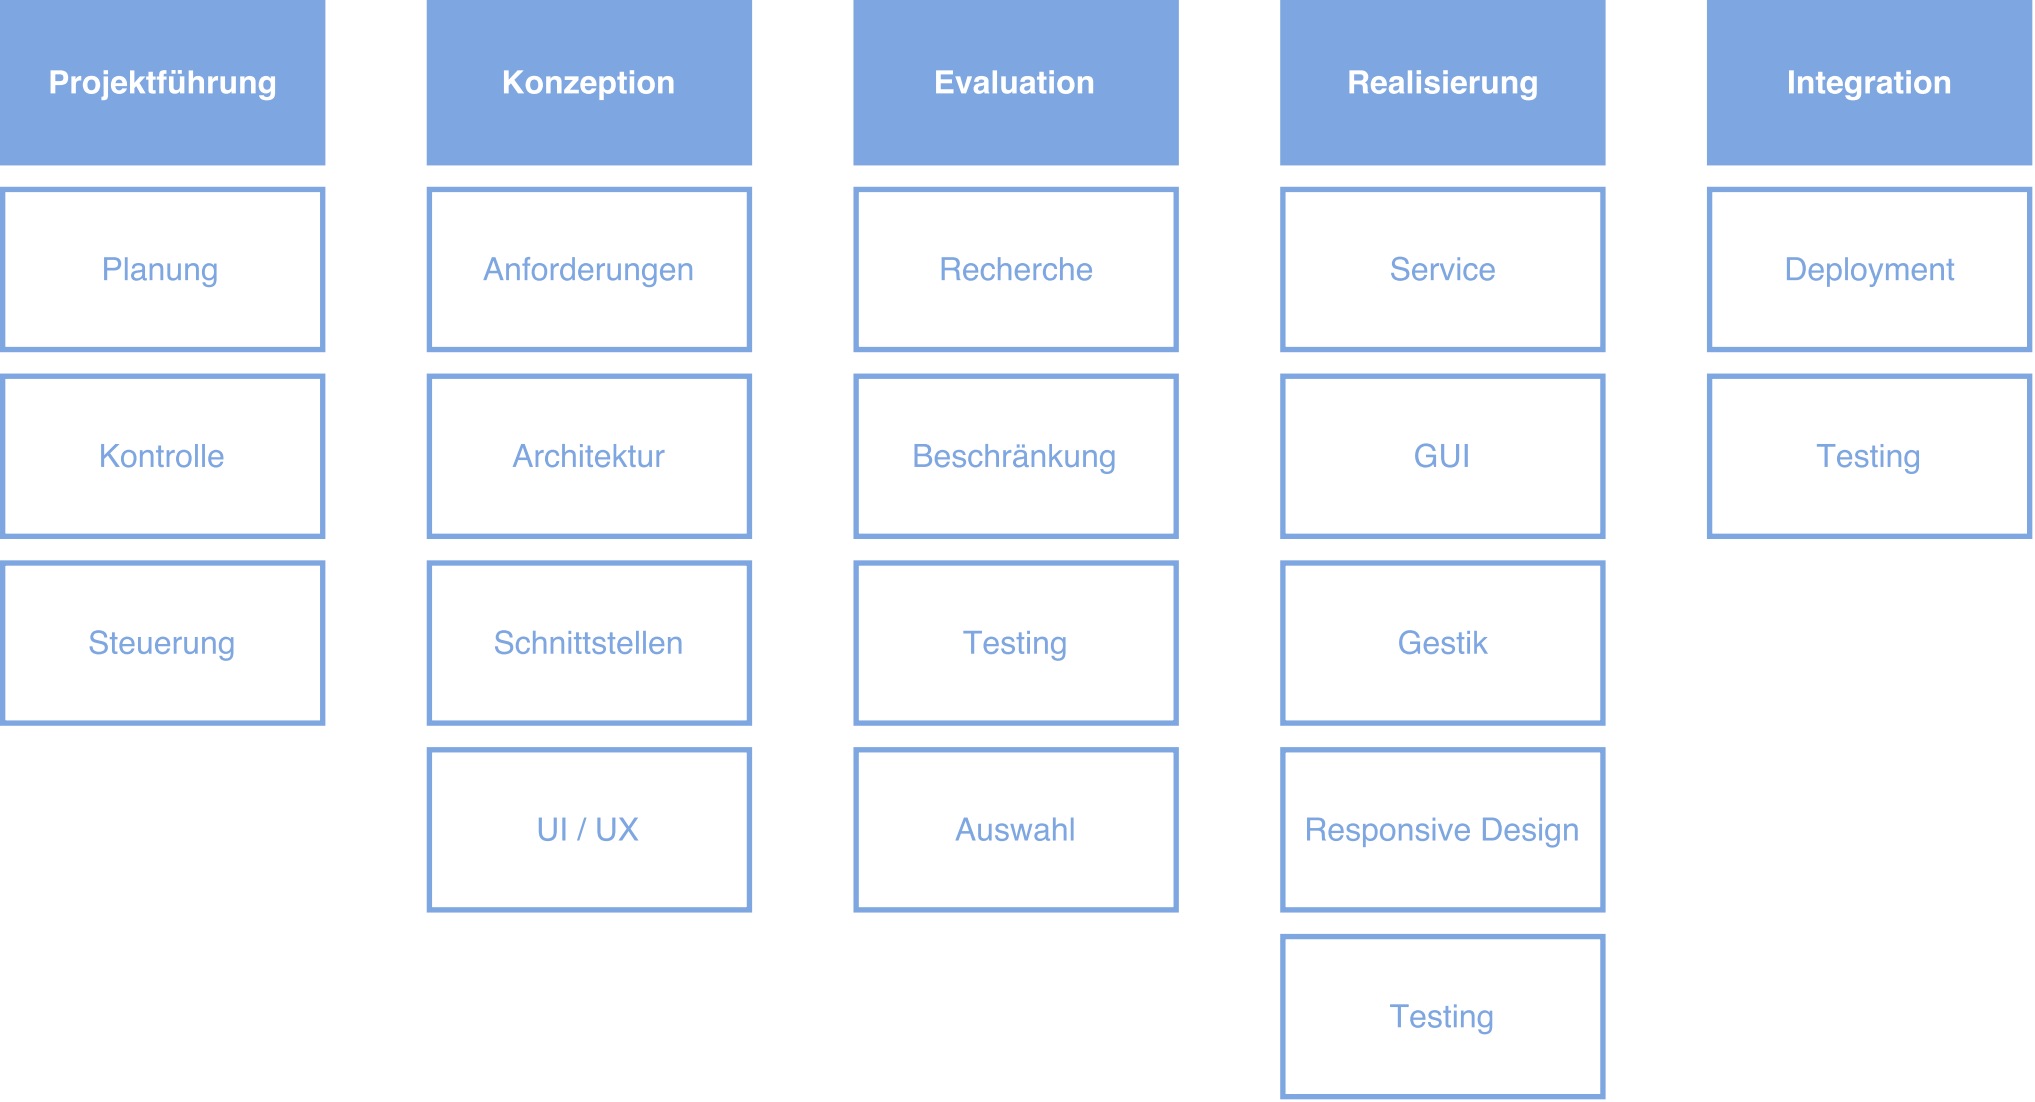 Projektführung
Planung
Kontrolle
Steuerung
Konzeption
Anforderungen
Architektur
Schnittstellen
UI / UX
Evaluation
Recherche
Beschränkung
Testing
Auswahl
Realisierung
Service
GUI
Gestik
Responsive Design
Testing
Integration
Deployment
Testing